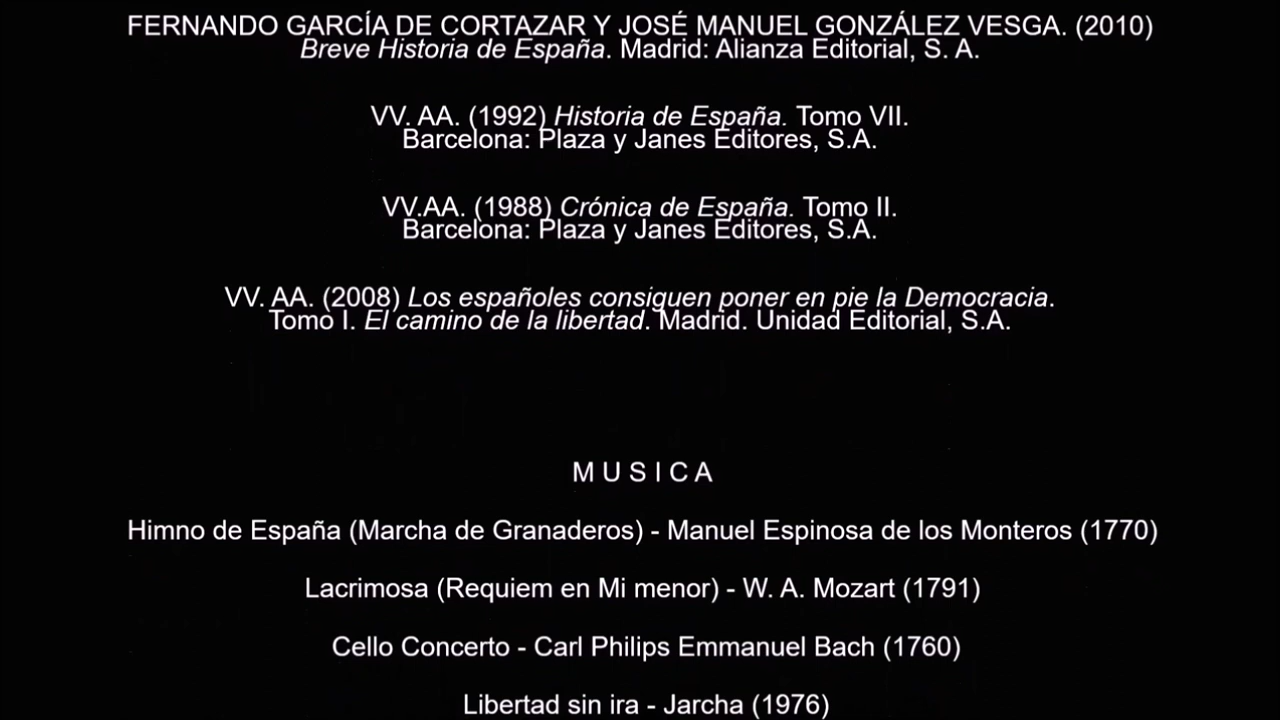 FERNANDO GARCÍA DE CORTAZAR Y JOSÉ MANUEL GONZÁLEZ VESGA. (2010)
Breve Historia de España. Madrid: Alianza Editorial, S. A.
VV. AA. (1992) Historia de España. Tomo VII.
Barcelona: Plaza y Janes Editores, S.A.
VV.AA. (1988) Crónica de España. Tomo II.
Barcelona: Plaza y Janes Editores, S.A.
VV. AA. (2008) Los españoles consiguen poner en pie la Democracia.
Tomo I. El camino de la libertad. Madrid. Unidad Editorial, S.A.
M U S I C A
Himno de España (Marcha de Granaderos) - Manuel Espinosa de los Monteros (1770)
Lacrimosa (Requiem en Mi menor) - W. A. Mozart (1791)
Cello Concerto - Carl Philips Emmanuel Bach (1760)
Libertad sin ira - Jarcha (1976)